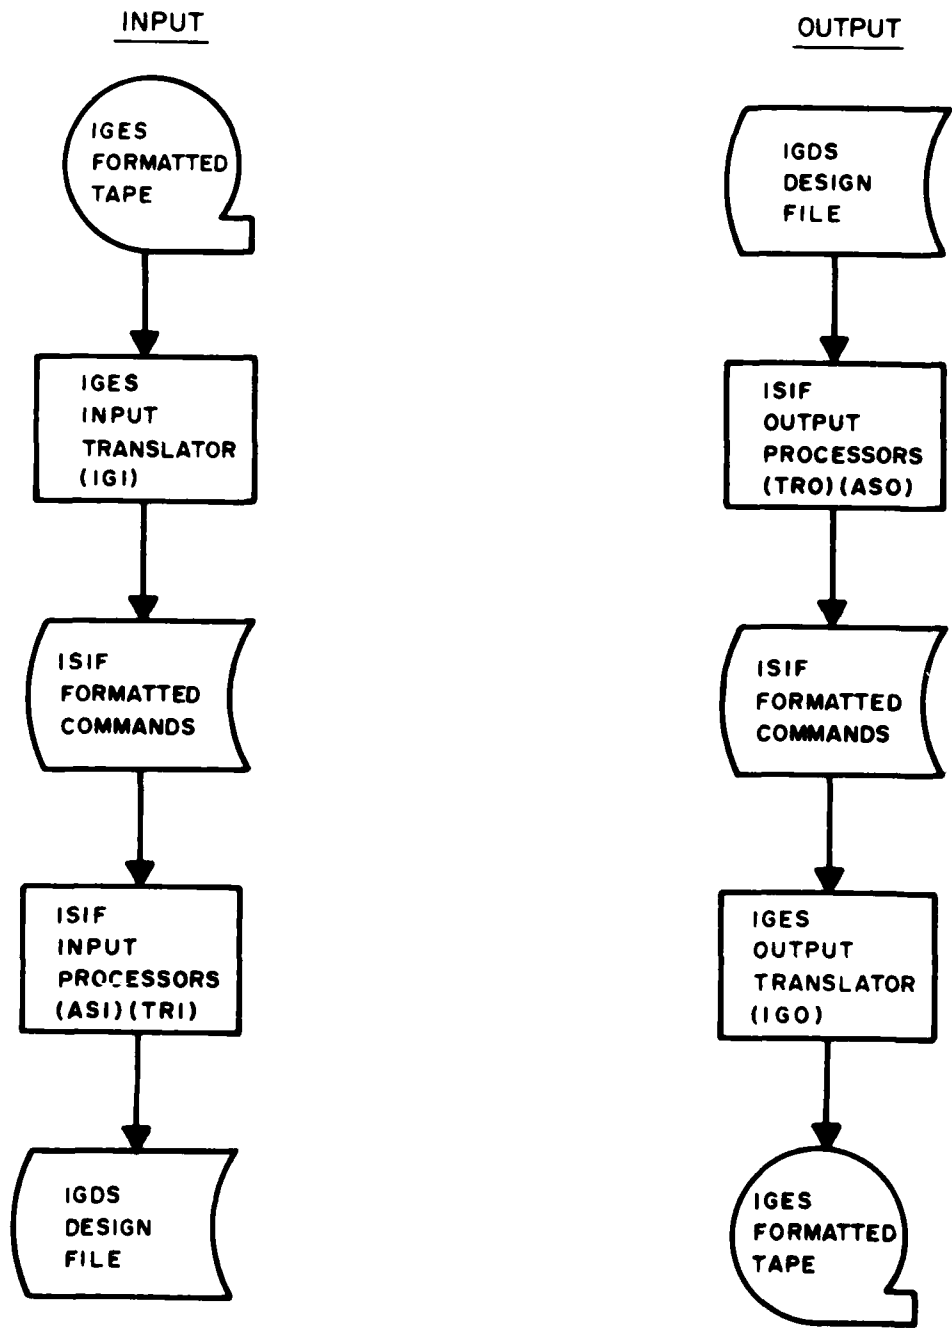 INPUT
IGES
FORMATTED
TAPE
IGES
INPUT
TRANSLATOR
(IGI)
ISIF
FORMATTED
COMMANDS
ISIF
INPUT
PROCESSORS
(ASI)(TRI)
IGDS
DESIGN
FILE
OUTPUT
IGDS
DESIGN
FILE
ISIF
OUTPUT
PROCESSORS
(TRO)(ASO)
ISIF
FORMATTED
COMMANDS
IGES
OUTPUT
TRANSLATOR
(IGO)
IGES
FORMATTED
TAPE